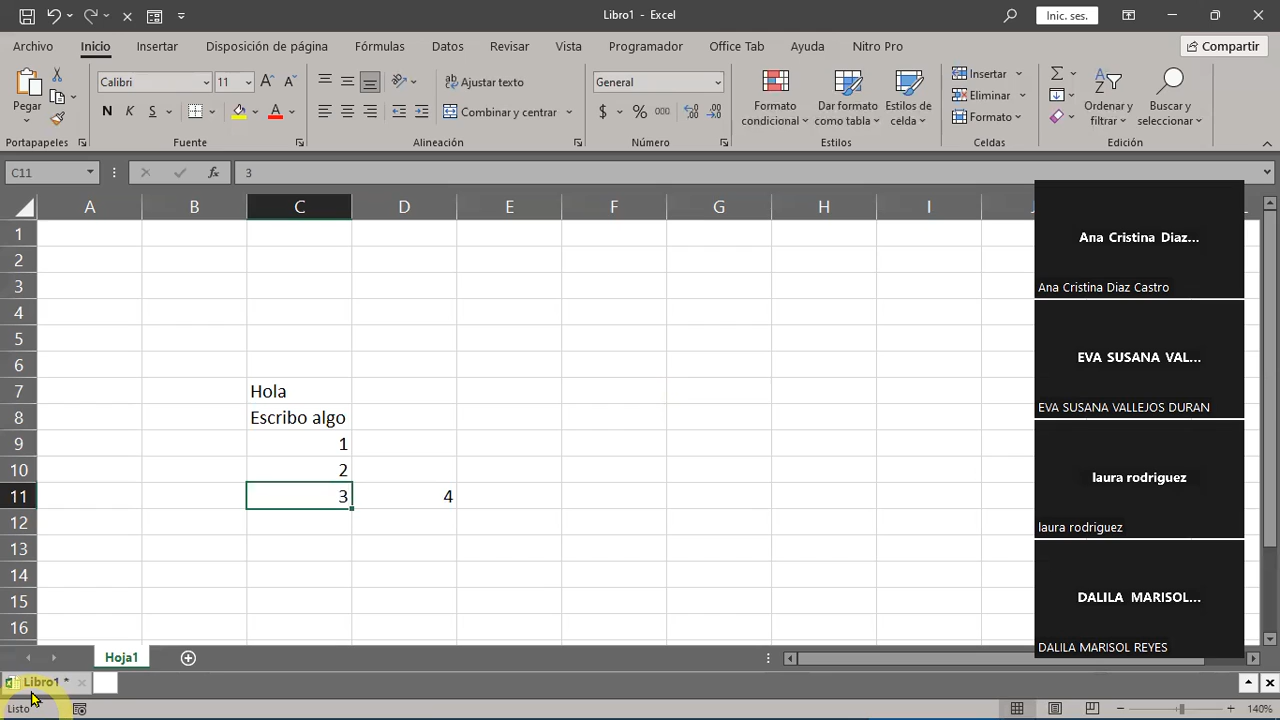 Libro1 - Excel
Inic. ses.
Archivo
Inicio
Insertar
Disposición de página
Fórmulas
Datos
Revisar
Vista
Programador
Office Tab
Ayuda
Nitro Pro
Compartir
Pegar
Portapapeles
Calibri
11
N
K
S
Fuente
Ajustar texto
Combinar y centrar
Alineación
General
$
%
000
Número
Formato
condicional
Dar formato
como tabla
Estilos de
celda
Estilos
Insertar
Eliminar
Formato
Celdas
Ordenar y
filtrar
Buscar y
seleccionar
Edición
C11
fx
3
A B C D E F G H I
1
2
3
4
5
6
7 Hola
8 Escribo algo
9 1
10 2
11 3 4
12
13
14
15
16
Ana Cristina Diaz...
Ana Cristina Diaz Castro
EVA SUSANA VAL...
EVA SUSANA VALLEJOS DURAN
laura rodriguez
laura rodriguez
DALILA MARISOL...
DALILA MARISOL REYES
Hoja1
Libro1 *
Listo
140%